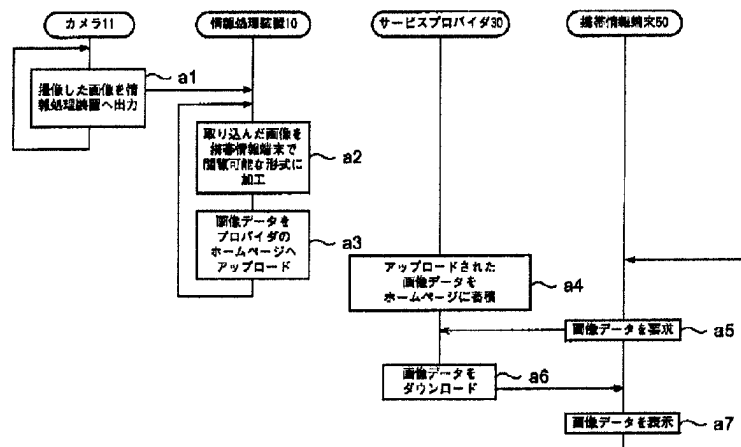 カメラ11
情報処理装置10
サービスプロバイダ30
携帯情報端末50
撮像した画像を情
報処理装置へ出力
a1
取り込んだ画像を
携帯情報端末で
閲覧可能な形式に
加工
a2
画像データを
プロバイダの
ホームページへ
アップロード
a3
アップロードされた
画像データを
ホームページに蓄積
a4
画像データを要求
a5
画像データを
ダウンロード
a6
画像データを表示
a7